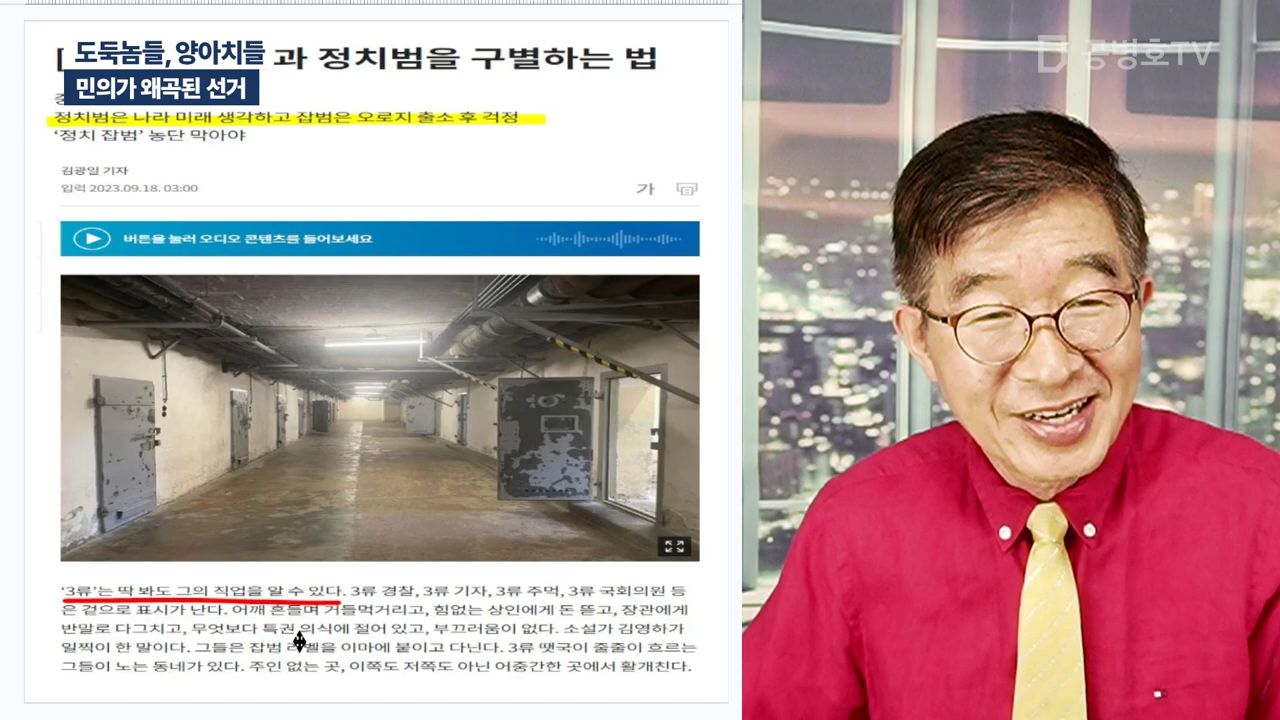 도둑놈들, 양아치들
과 정치범을 구별하는 법
민의가 왜곡된 선거
정치범은 나라 미래 생각하고 잡범은 오로지 출소 후 걱정
‘정치 잡범’ 농단 막아야
김광일 기자
입력 2023.09.18. 03:00
가
버튼을 눌러 오디오 콘텐츠를 들어보세요
‘3류’는 딱 봐도 그의 직업을 알 수 있다. 3류 경찰, 3류 기자, 3류 주먹, 3류 국회의원 등
은 겉으로 표시가 난다. 어깨 흔들며 거들먹거리고, 힘없는 상인에게 돈 뜯고, 장관에게
반말로 다그치고, 무엇보다 특권 의식에 절어 있고, 부끄러움이 없다. 소설가 김영하가
일찍이 한 말이다. 그들은 잡범 라벨을 이마에 붙이고 다닌다. 3류 땟국이 줄줄이 흐르는
그들이 노는 동네가 있다. 주인 없는 곳, 이쪽도 저쪽도 아닌 어중간한 곳에서 활개친다.
공병호TV